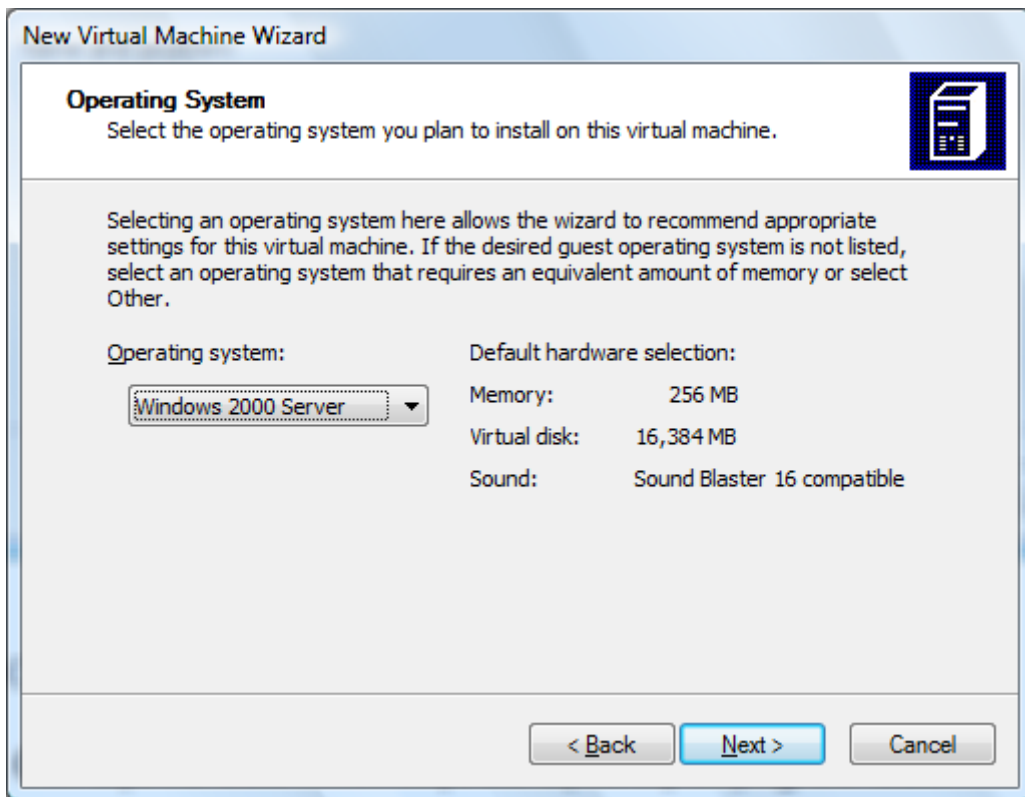 New Virtual Machine Wizard
Operating System
Select the operating system you plan to install on this virtual machine.
Selecting an operating system here allows the wizard to recommend appropriate
settings for this virtual machine. If the desired guest operating system is not listed,
select an operating system that requires an equivalent amount of memory or select
Other.
Operating system:
Windows 2000 Server
Default hardware selection:
Memory: 256 MB
Virtual disk: 16,384 MB
Sound: Sound Blaster 16 compatible
< Back Next > Cancel